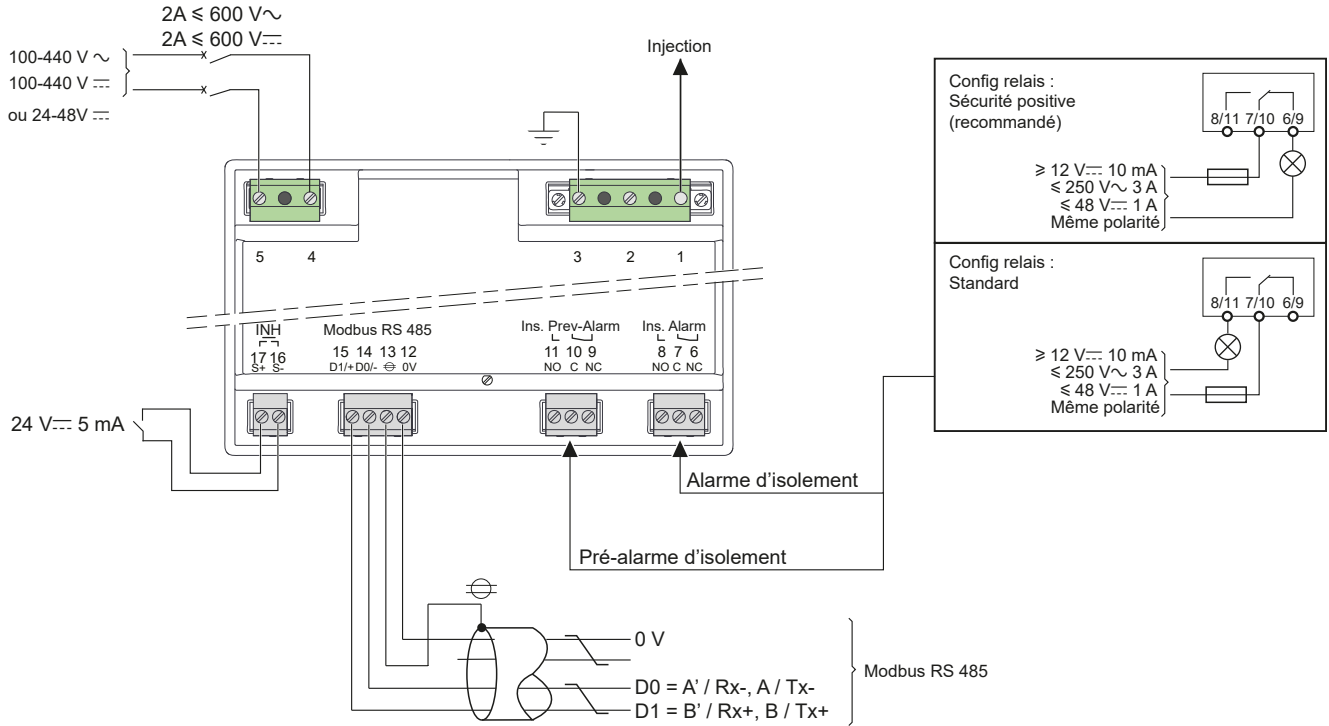 2A ≤ 600 V∼
2A ≤ 600 V⎓
100-440 V ∼
100-440 V ⎓
ou 24-48V ⎓
Injection
5 4
3 2 1
INH
17 16
S+ S-
Modbus RS 485
15 14 13 12
D1/+ D0/- 0V
Ins. Prev-Alarm
11 10 9
NO C NC
Ins. Alarm
8 7 6
NO C NC
24 V⎓ 5 mA
Alarme d’isolement
Pré-alarme d’isolement
0 V
D0 = A’ / Rx-, A / Tx-
D1 = B’ / Rx+, B / Tx+
Modbus RS 485
Config relais :
Sécurité positive
(recommandé)
8/11 7/10 6/9
≥ 12 V⎓ 10 mA
≤ 250 V∼ 3 A
≤ 48 V⎓ 1 A
Même polarité
Config relais :
Standard
8/11 7/10 6/9
≥ 12 V⎓ 10 mA
≤ 250 V∼ 3 A
≤ 48 V⎓ 1 A
Même polarité